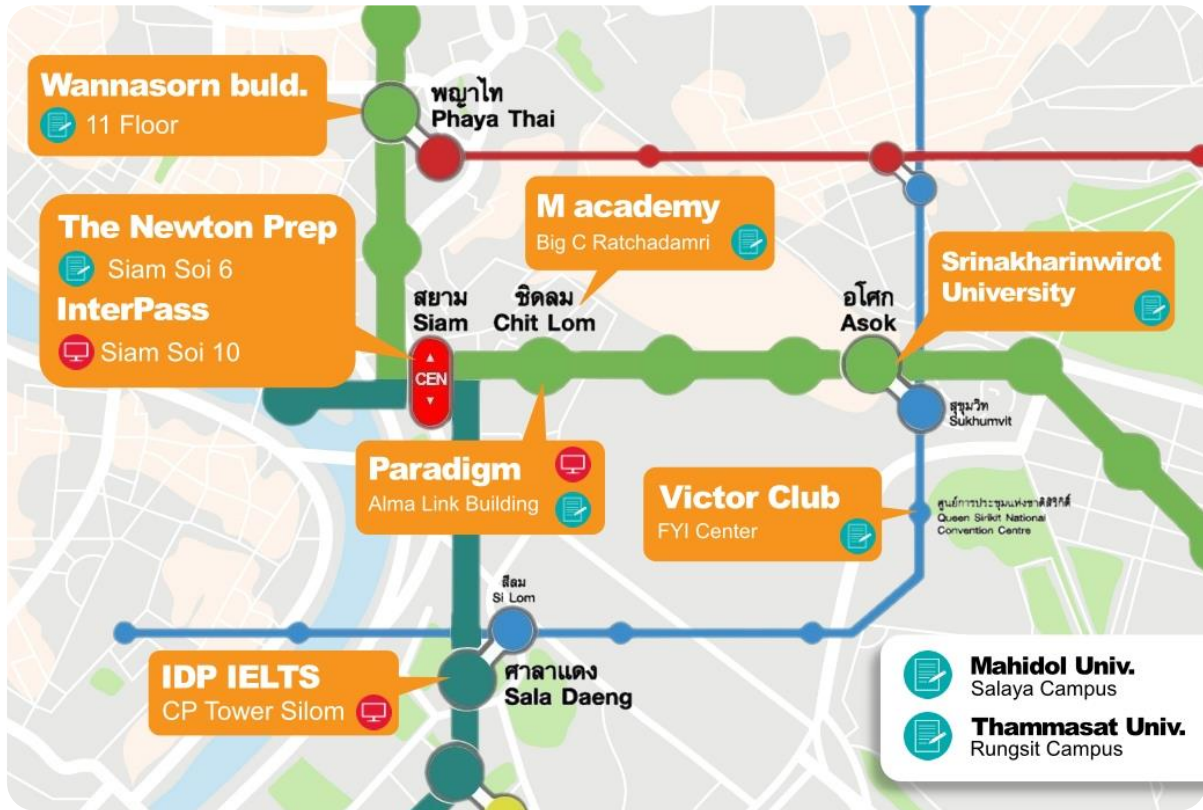 Wannasorn buld.
11 Floor
พญาไท
Phaya Thai
The Newton Prep
Siam Soi 6
InterPass
Siam Soi 10
M academy
Big C Ratchadamri
Srinakharinwirot
University
สยาม
Siam
ชิดลม
Chit Lom
อโศก
Asok
CEN
สุขุมวิท
Sukhumvit
Paradigm
Alma Link Building
Victor Club
FYI Center
ศูนย์การประชุมแห่งชาติสิริกิติ์
Queen Sirikit National
Convention Centre
สีลม
Si Lom
IDP IELTS
CP Tower Silom
ศาลาแดง
Sala Daeng
Mahidol Univ.
Salaya Campus
Thammasat Univ.
Rungsit Campus